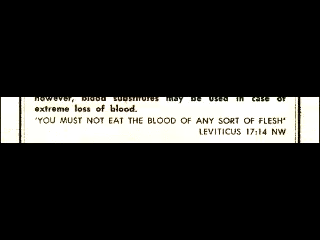 however, blood substitutes may be used in case of
extreme loss of blood.
'YOU MUST NOT EAT THE BLOOD OF ANY SORT OF FLESH'
LEVITICUS 17:14 NW